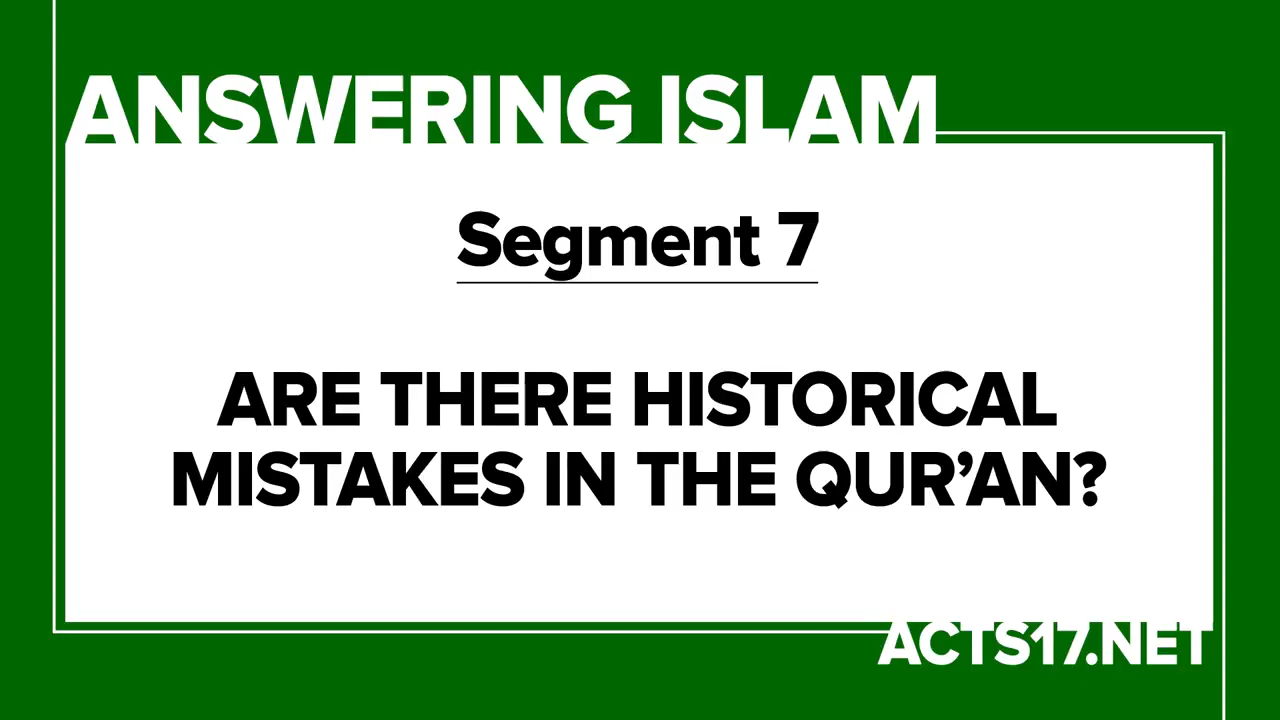 ANSWERING ISLAM
Segment 7
ARE THERE HISTORICAL
MISTAKES IN THE QUR’AN?
ACTS17.NET